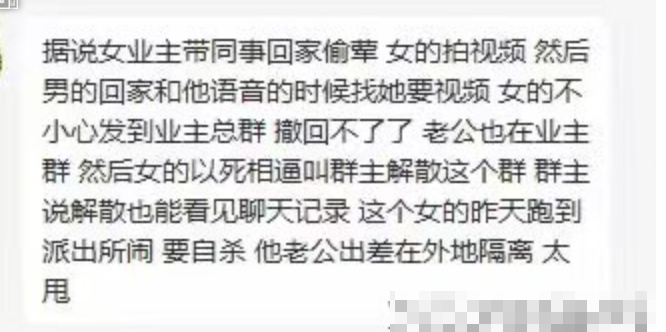 据说女业主带同事回家偷荤 女的拍视频 然后
男的回家和他语音的时候找她要视频 女的不
小心发到业主总群 撤回不了了 老公也在业主
群 然后女的以死相逼叫群主解散这个群 群主
说解散也能看见聊天记录 这个女的昨天跑到
派出所闹 要自杀 他老公出差在外地隔离 太
甩